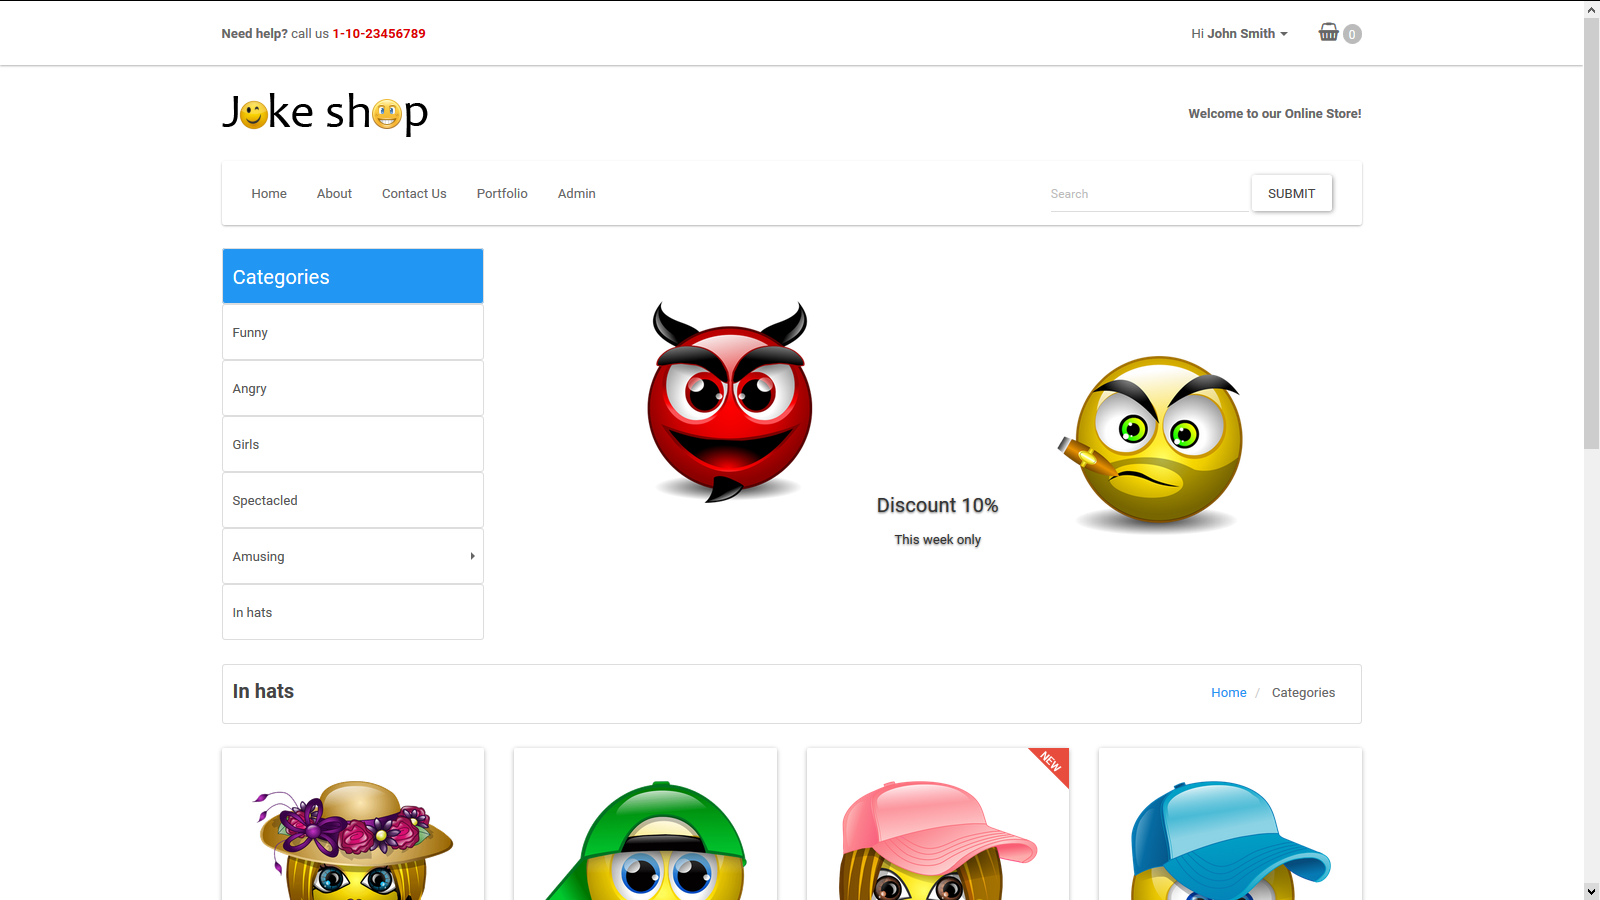 Need help? call us 1-10-23456789
Hi John Smith
0
Joke shop
Welcome to our Online Store!
Home About Contact Us Portfolio Admin
Search
SUBMIT
Categories
Funny
Angry
Girls
Spectacled
Amusing
In hats
Discount 10%
This week only
In hats
Home / Categories
NEW